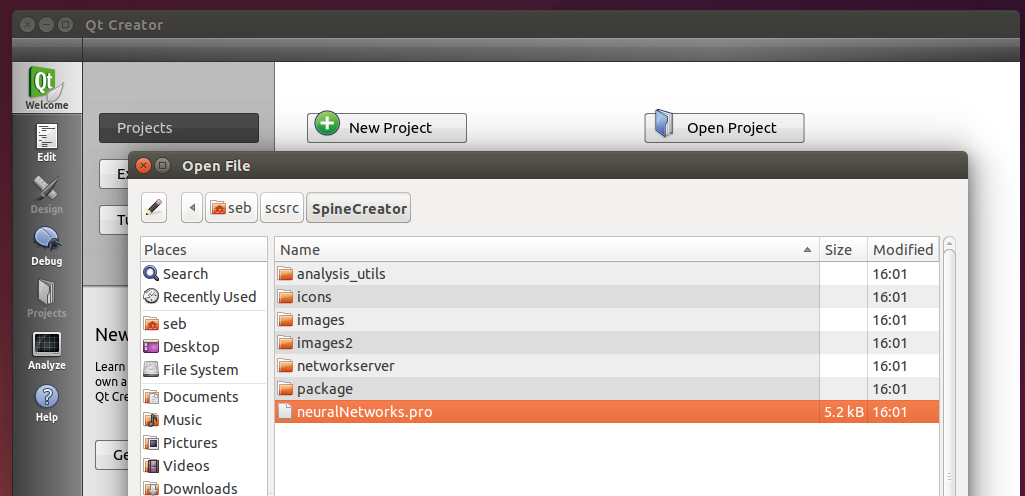 Qt Creator
Qt
Welcome
Edit
Design
Debug
Projects
Analyze
Help
Projects
New Project
Open Project
Ex
Tu
New
Learn
own a
Qt Cre
Ge
Open File
seb
scsrc
SpineCreator
Places
Search
Recently Used
seb
Desktop
File System
Documents
Music
Pictures
Videos
Downloads
Name Size Modified
analysis_utils 16:01
icons 16:01
images 16:01
images2 16:01
networkserver 16:01
package 16:01
neuralNetworks.pro 5.2 kB 16:01